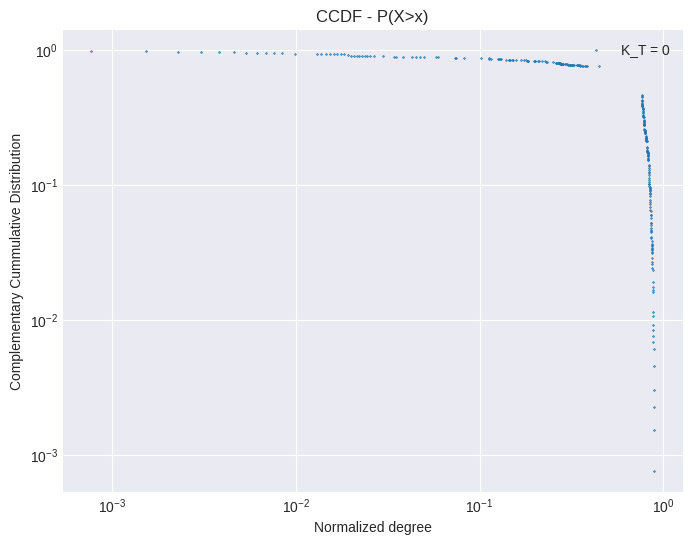 CCDF - P(X>x)
K_T = 0
Complementary Cummulative Distribution
10⁰
10⁻¹
10⁻²
10⁻³
10⁻³ 10⁻² 10⁻¹ 10⁰
Normalized degree